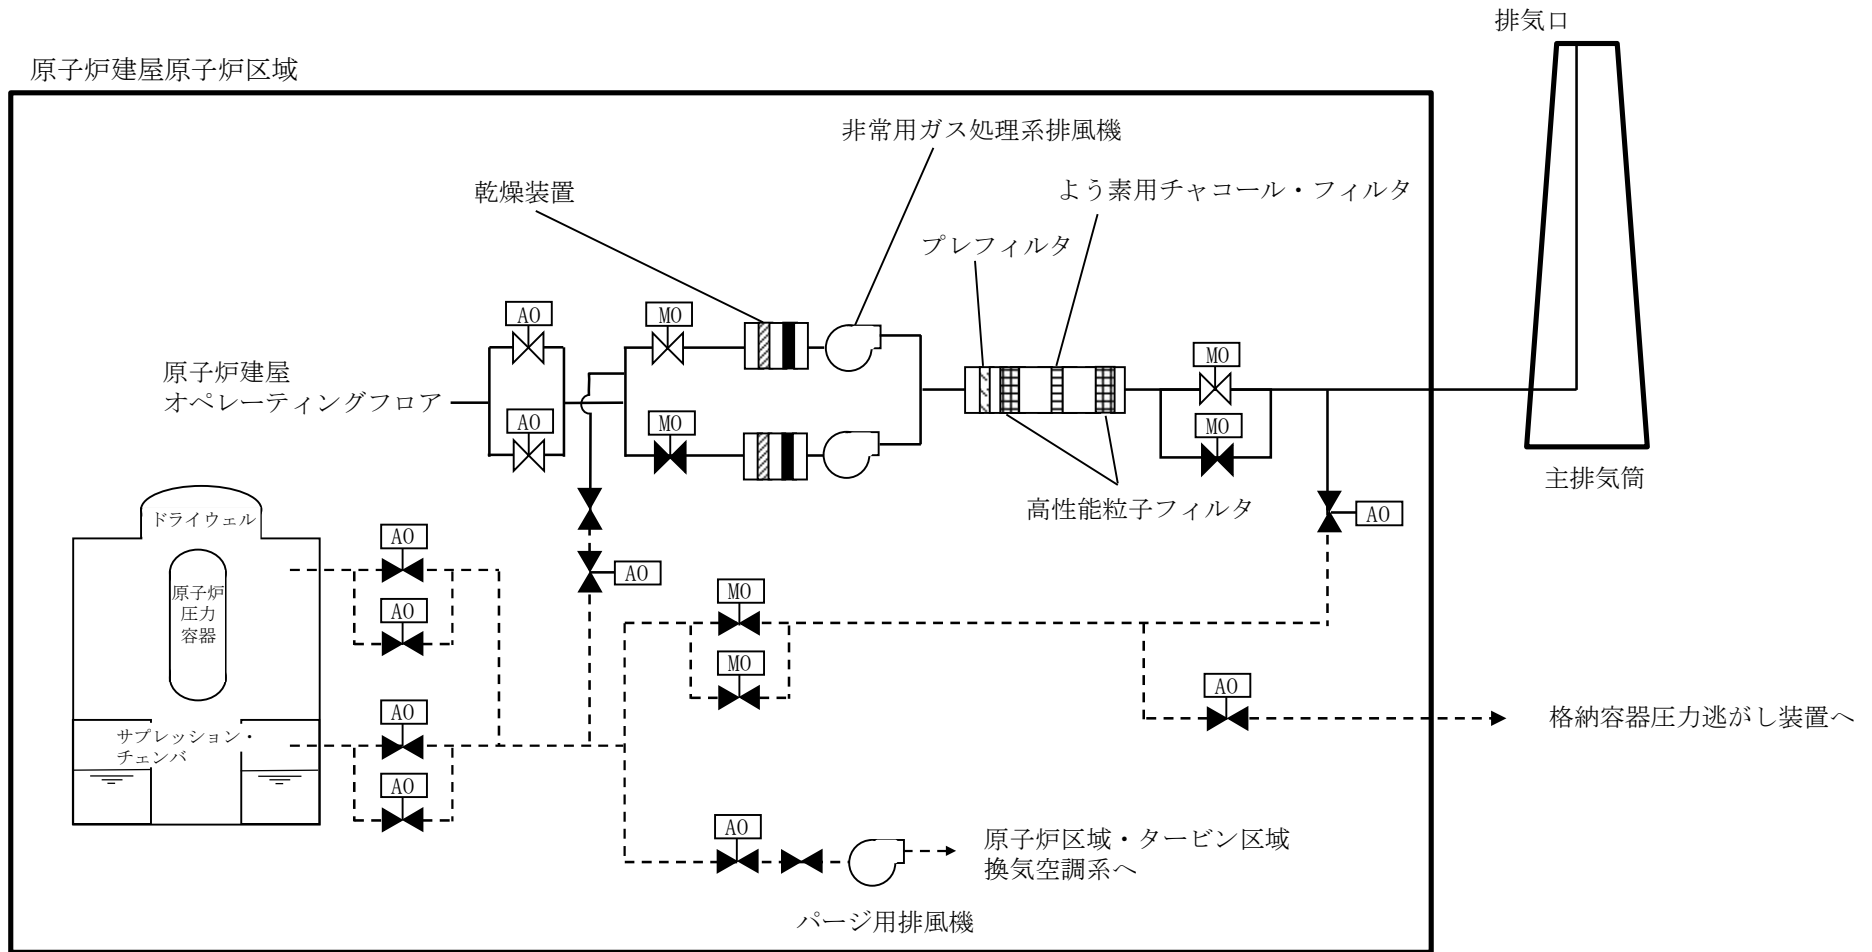 排気口
原子炉建屋原子炉区域
非常用ガス処理系排風機
乾燥装置
よう素用チャコール・フィルタ
プレフィルタ
AO
MO
MO
原子炉建屋
オペレーティングフロア
AO
MO
MO
主排気筒
高性能粒子フィルタ
AO
ドライウェル
AO
AO
原子炉
圧力
容器
AO
MO
MO
AO
格納容器圧力逃がし装置へ
AO
サプレッション・
チェンバ
AO
AO
原子炉区域・タービン区域
換気空調系へ
パージ用排風機